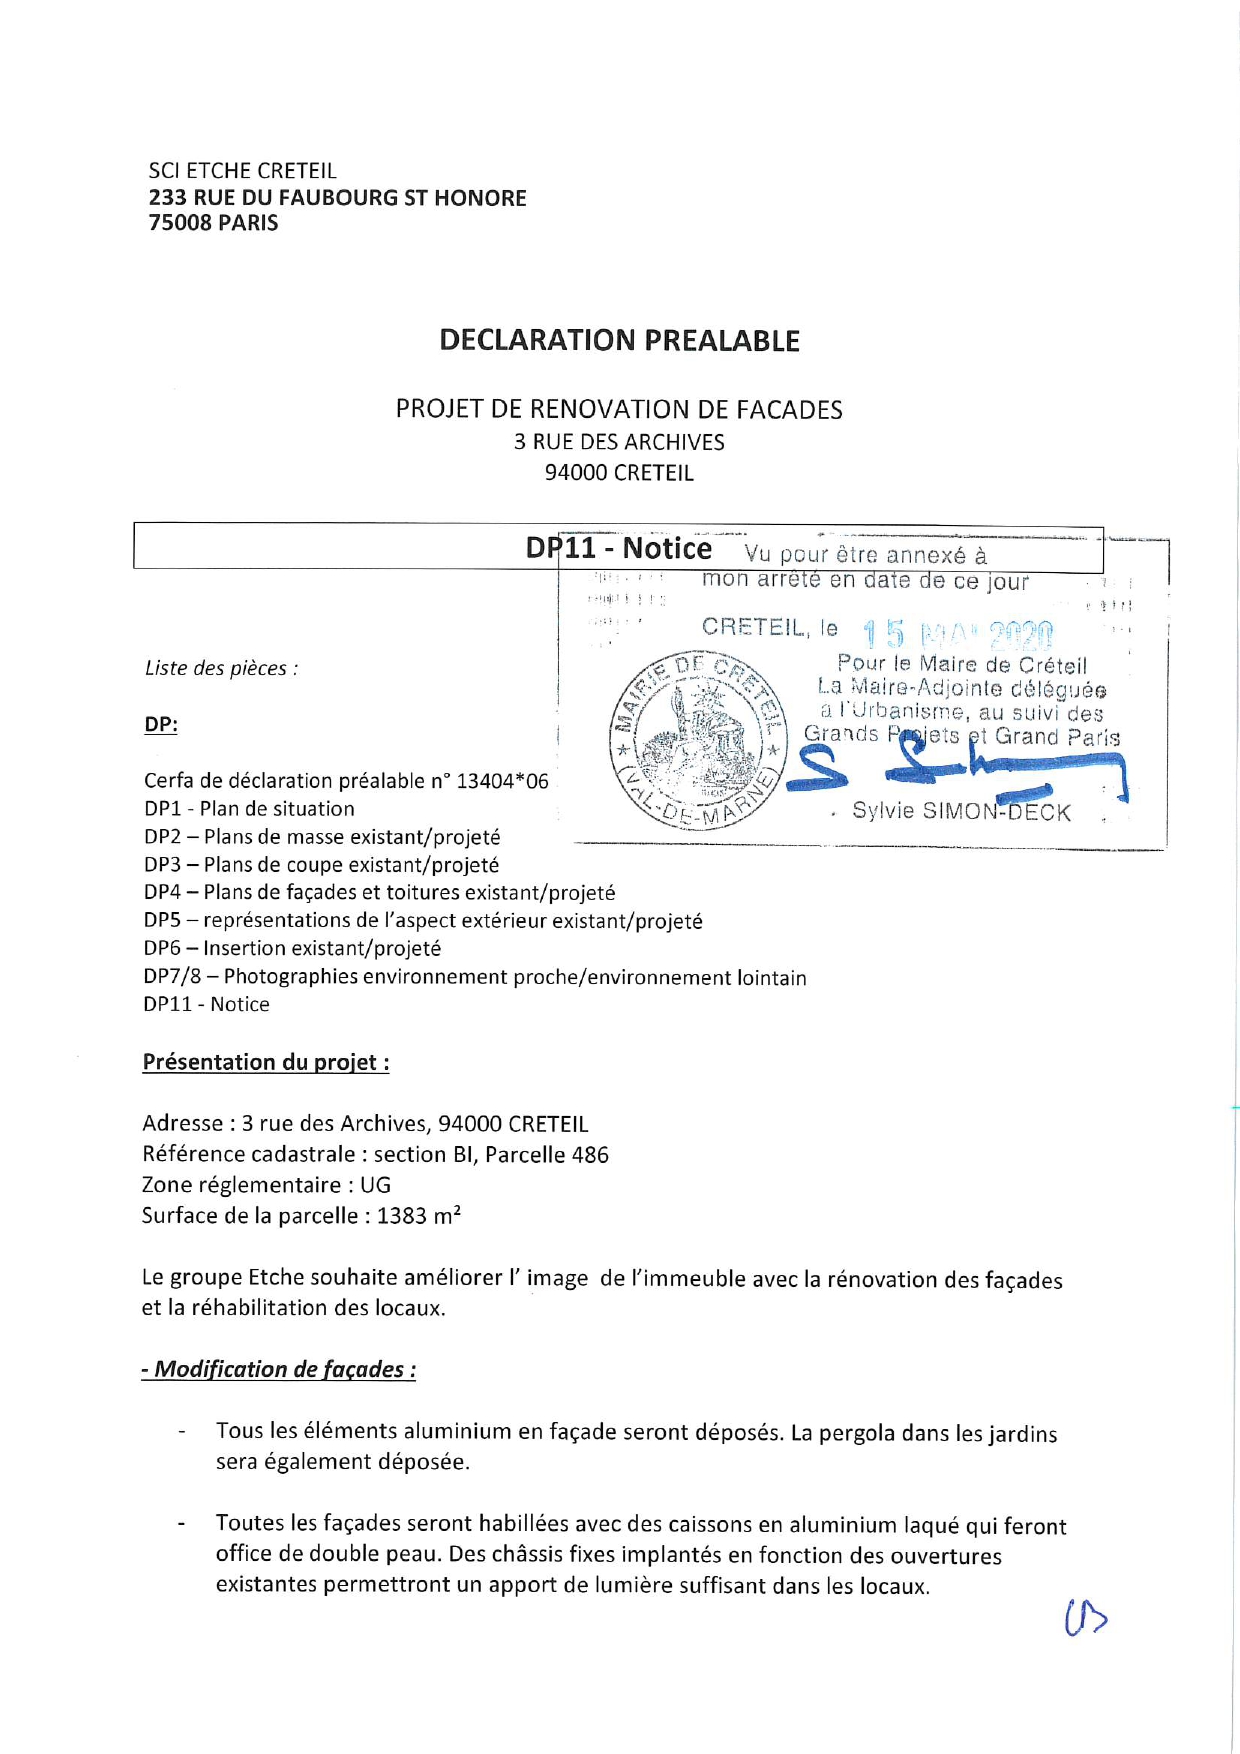 SCI ETCHE CRETEIL
233 RUE DU FAUBOURG ST HONORE
75008 PARIS
DECLARATION PREALABLE
PROJET DE RENOVATION DE FACADES
3 RUE DES ARCHIVES
94000 CRETEIL
DP11 - Notice
Vu pour être annexé à
mon arrêté en date de ce jour
CRETEIL, le 15 MAI 2020
Pour le Maire de Créteil
La Maire-Adjointe déléguée
a l'Urbanisme, au suivi des
Grands Projets et Grand Paris
Sylvie SIMON-DECK
MAIRIE DE CRETEIL
(VAL-DE-MARNE)
Liste des pièces :
DP:
Cerfa de déclaration préalable n° 13404*06
DP1 - Plan de situation
DP2 – Plans de masse existant/projeté
DP3 – Plans de coupe existant/projeté
DP4 – Plans de façades et toitures existant/projeté
DP5 – représentations de l'aspect extérieur existant/projeté
DP6 – Insertion existant/projeté
DP7/8 – Photographies environnement proche/environnement lointain
DP11 - Notice
Présentation du projet :
Adresse : 3 rue des Archives, 94000 CRETEIL
Référence cadastrale : section BI, Parcelle 486
Zone réglementaire : UG
Surface de la parcelle : 1383 m²
Le groupe Etche souhaite améliorer l' image de l'immeuble avec la rénovation des façades
et la réhabilitation des locaux.
- Modification de façades :
- Tous les éléments aluminium en façade seront déposés. La pergola dans les jardins
sera également déposée.
- Toutes les façades seront habillées avec des caissons en aluminium laqué qui feront
office de double peau. Des châssis fixes implantés en fonction des ouvertures
existantes permettront un apport de lumière suffisant dans les locaux.